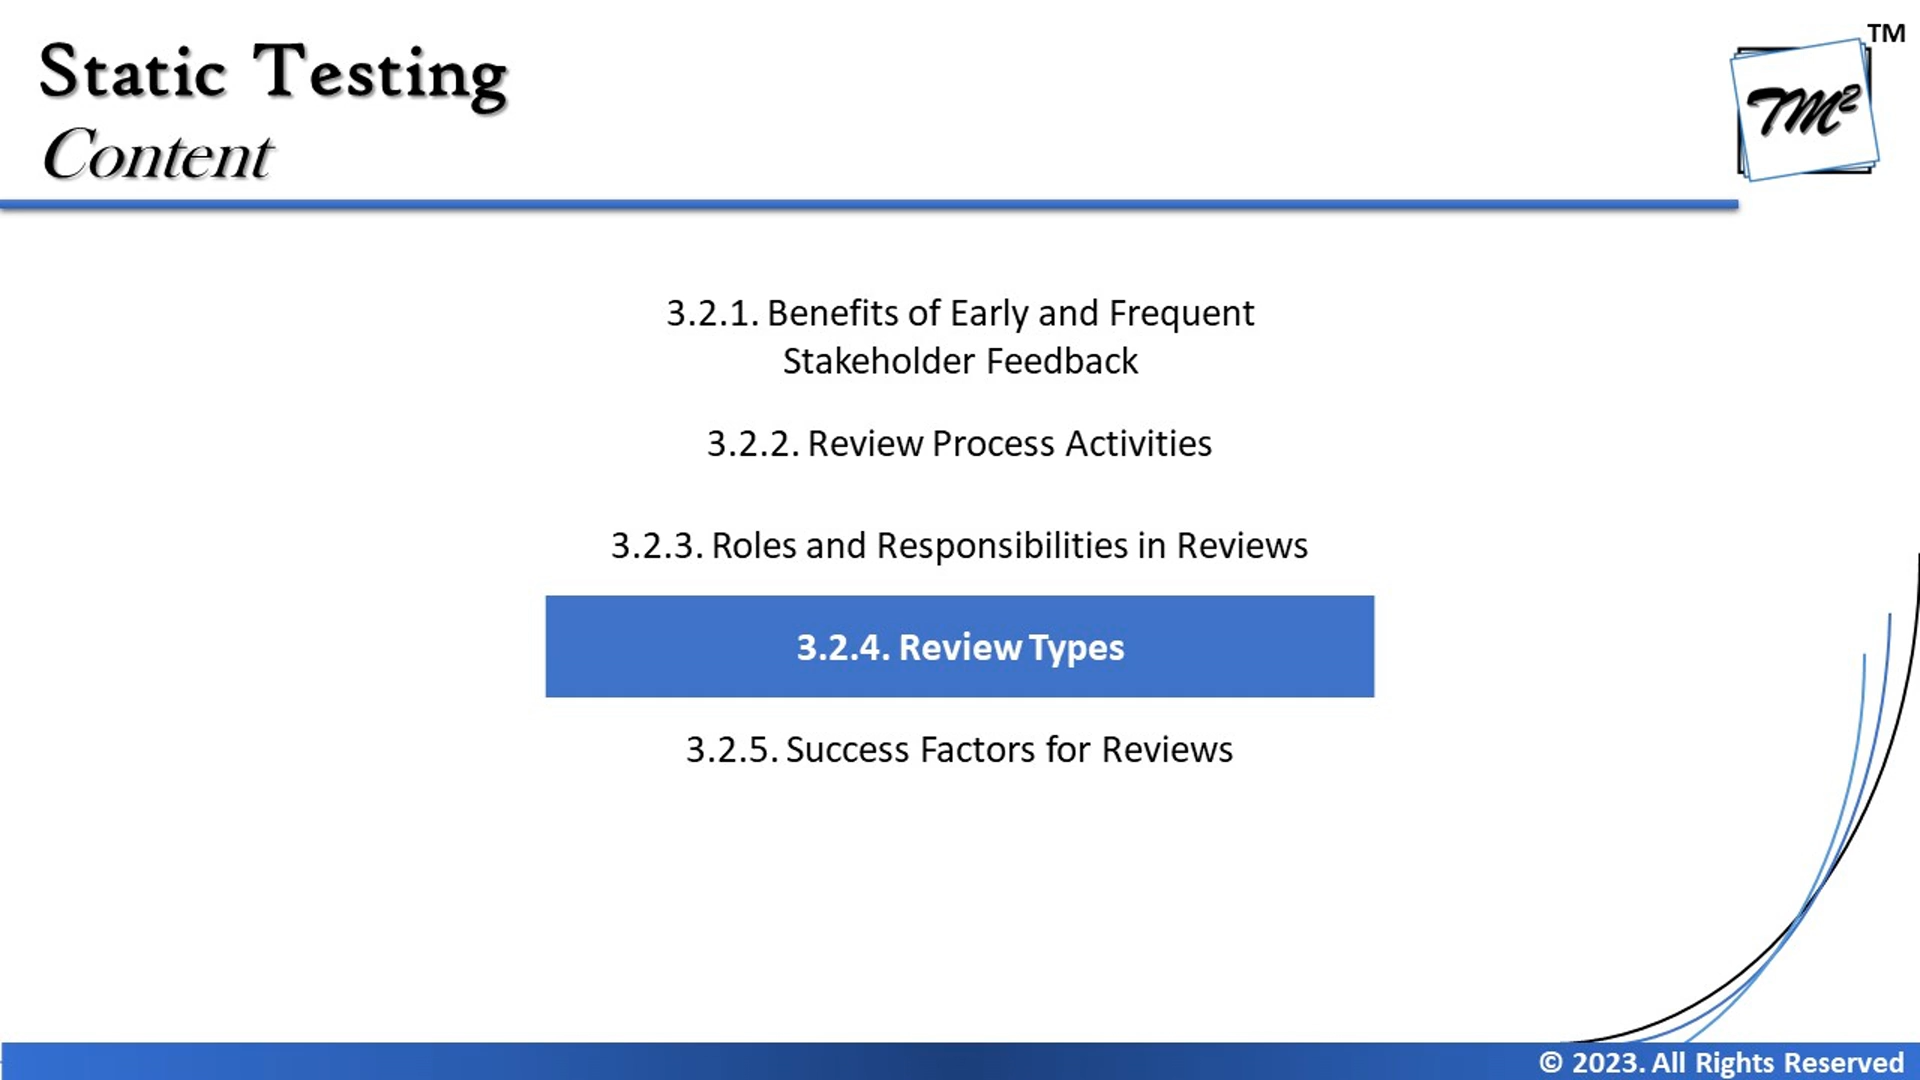 Static Testing
Content
TM
TM²
3.2.1. Benefits of Early and Frequent
Stakeholder Feedback
3.2.2. Review Process Activities
3.2.3. Roles and Responsibilities in Reviews
3.2.4. Review Types
3.2.5. Success Factors for Reviews
© 2023. All Rights Reserved